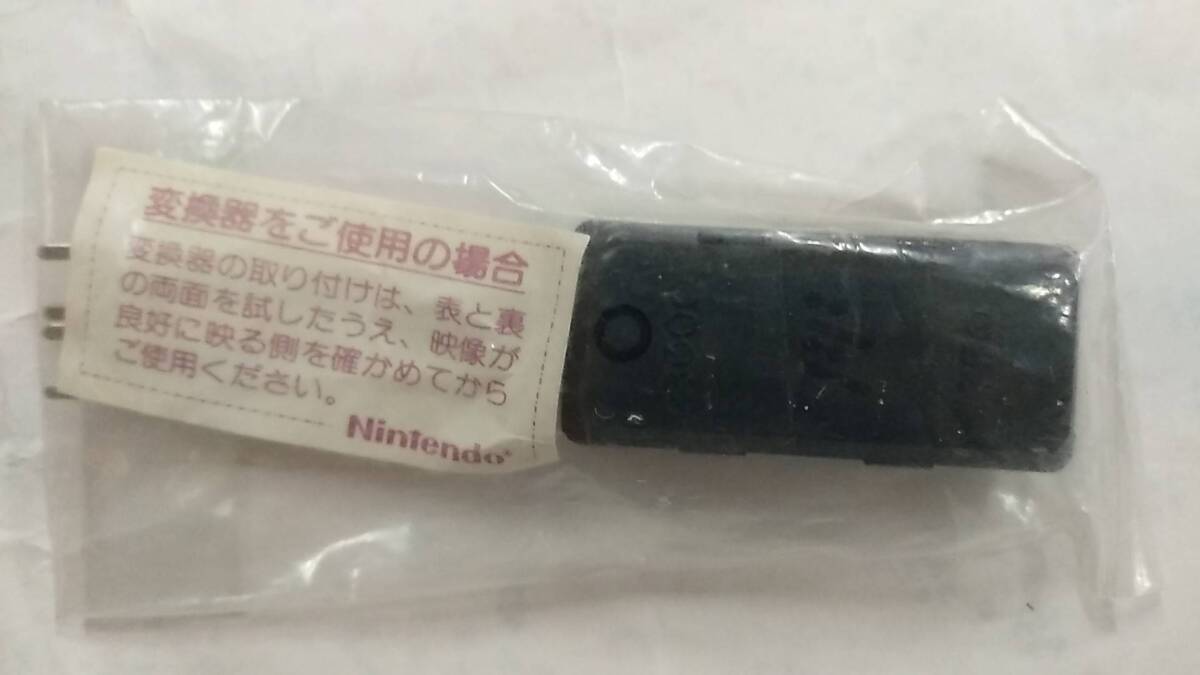 変換器をご使用の場合
変換器の取り付けは、表と裏
の両面を試したうえ、映像が
良好に映る側を確かめてから
ご使用ください。
Nintendo